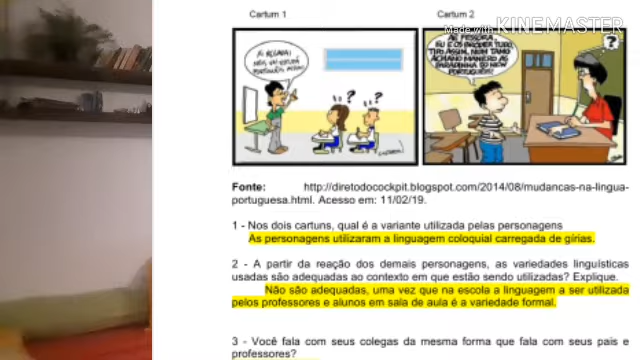 Cartum 1
Cartum 2
Made with KINEMASTER
?
? ?
Fonte: http://diretodocockpit.blogspot.com/2014/08/mudancas-na-lingua-
portuguesa.html. Acesso em: 11/02/19.
1 - Nos dois cartuns, qual é a variante utilizada pelas personagens
As personagens utilizaram a linguagem coloquial carregada de gírias.
2 - A partir da reação dos demais personagens, as variedades linguísticas
usadas são adequadas ao contexto em que estão sendo utilizadas? Explique.
Não são adequadas, uma vez que na escola a linguagem a ser utilizada
pelos professores e alunos em sala de aula é a variedade formal.
3 - Você fala com seus colegas da mesma forma que fala com seus pais e
professores?